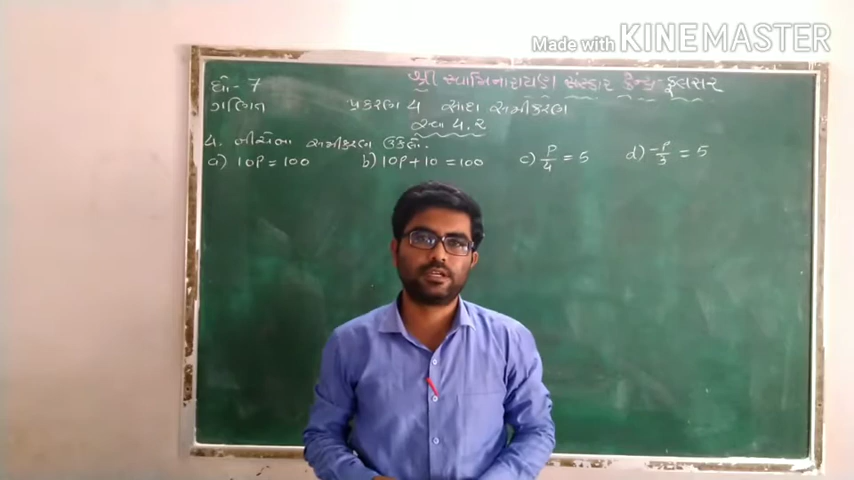 Made with KINEMASTER
શ્રી સ્વામિનારાયણ સંસ્કાર કેન્દ્ર-ફુલસર
ધો-7
ગણિત પ્રકરણ 4 સાદા સમીકરણ
સ્વા 4.2
4. નીચેના સમીકરણ ઉકેલો.
a) 10P = 100 b) 10P + 10 = 100 c) P/4 = 5 d) -P/3 = 5